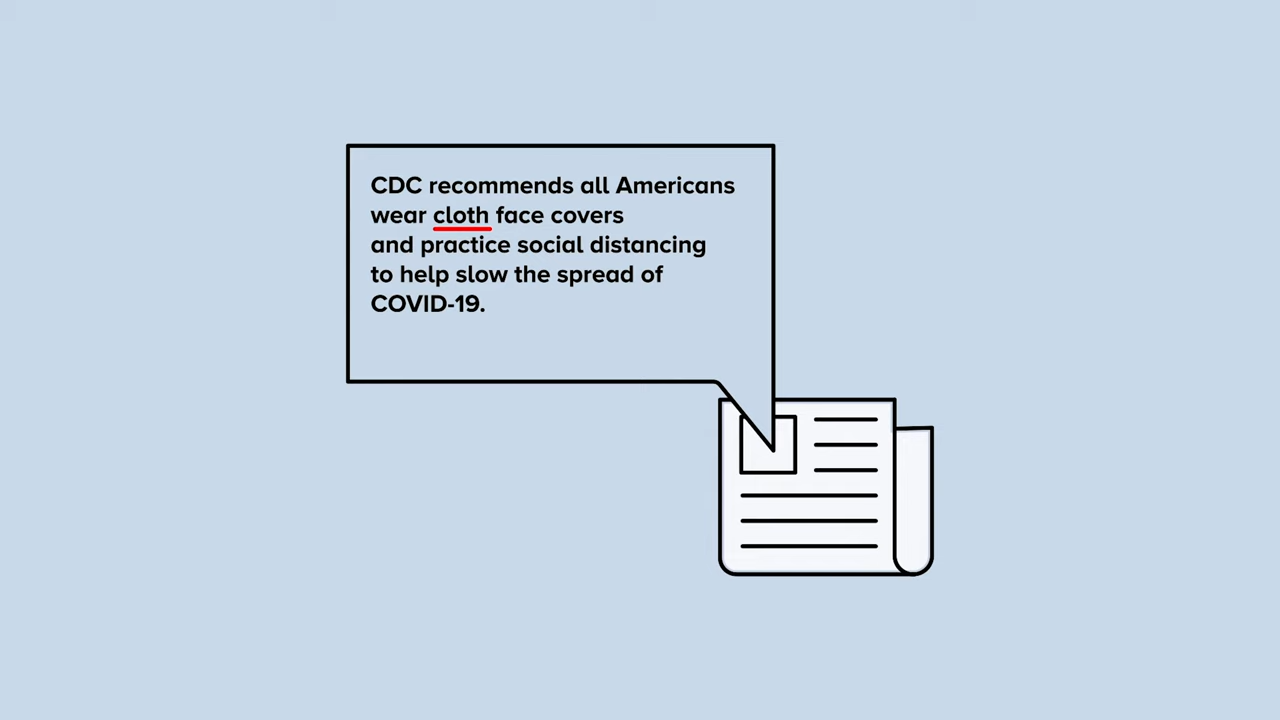 CDC recommends all Americans
wear cloth face covers
and practice social distancing
to help slow the spread of
COVID-19.